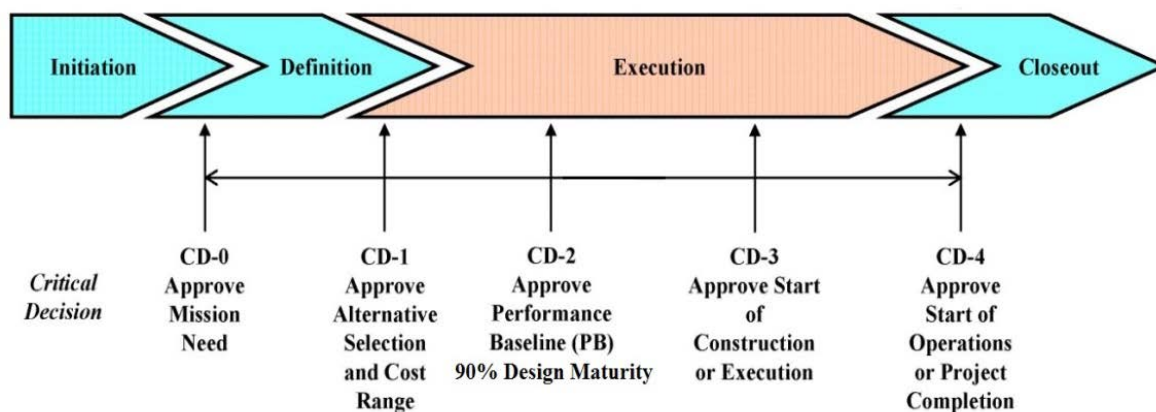 Initiation
Definition
Execution
Closeout
Critical
Decision
CD-0
Approve
Mission
Need
CD-1
Approve
Alternative
Selection
and Cost
Range
CD-2
Approve
Performance
Baseline (PB)
90% Design Maturity
CD-3
Approve Start
of
Construction
or Execution
CD-4
Approve
Start of
Operations
or Project
Completion